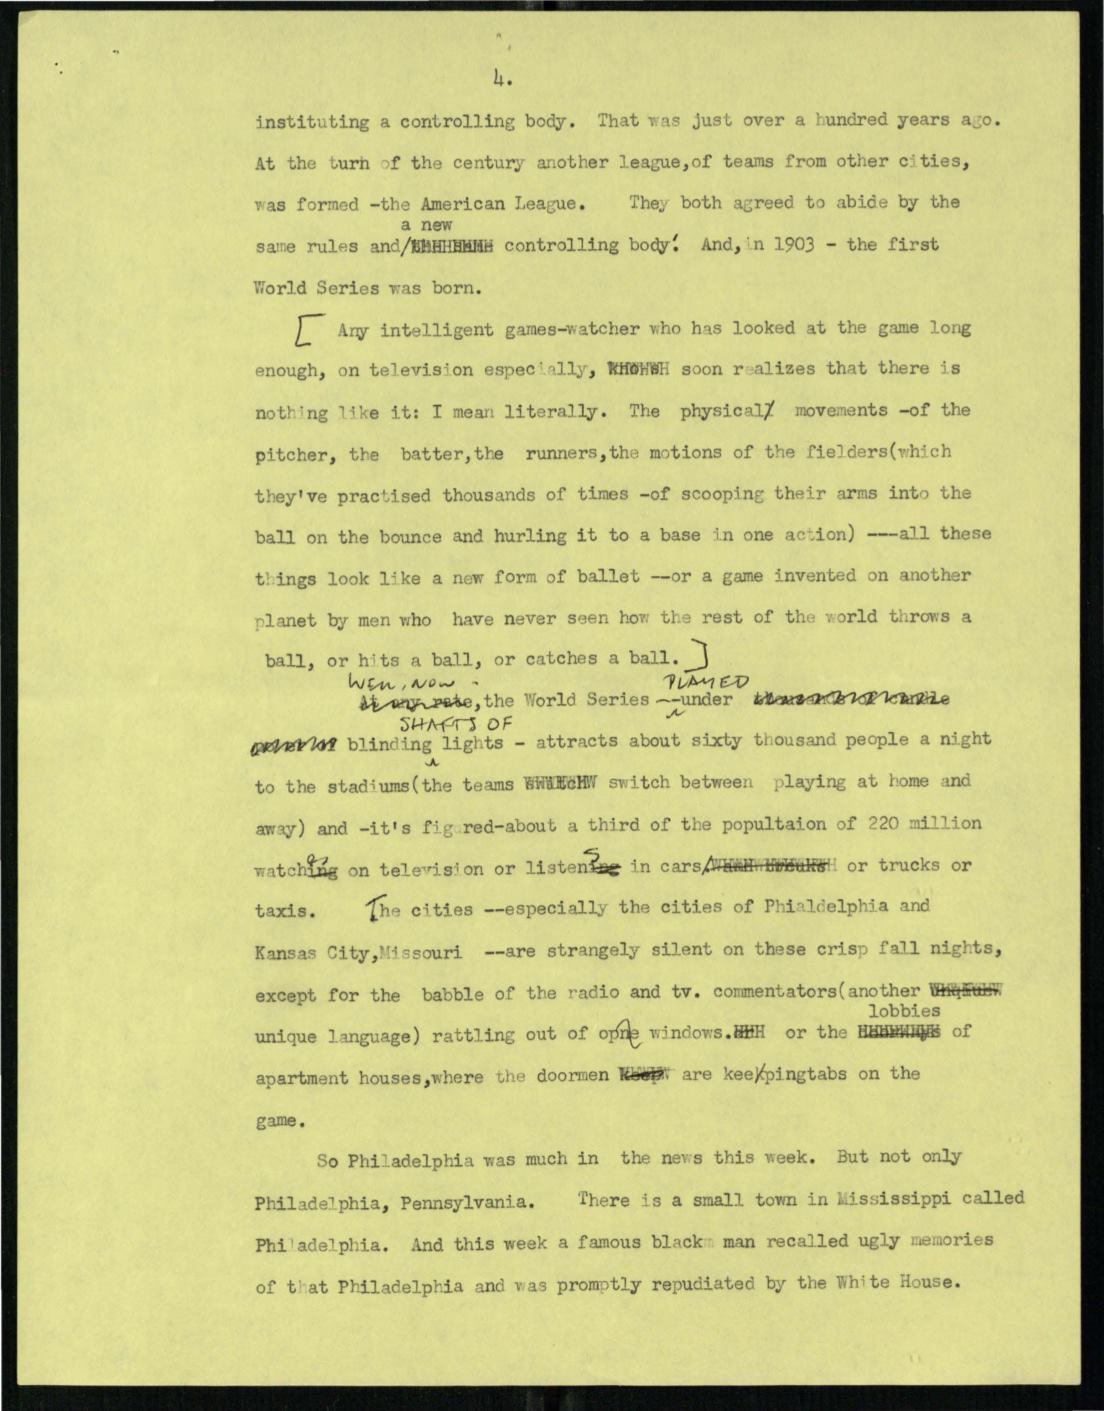 4.
instituting a controlling body. That was just over a hundred years ago.
At the turn of the century another league,of teams from other cities,
was formed -the American League. They both agreed to abide by the
a new
same rules and/ controlling body. And,in 1903 - the first
World Series was born.
[ Any intelligent games-watcher who has looked at the game long
enough, on television especially, soon realizes that there is
nothing like it: I mean literally. The physical movements -of the
pitcher, the batter,the runners,the motions of the fielders(which
they've practised thousands of times -of scooping their arms into the
ball on the bounce and hurling it to a base in one action) ---all these
things look like a new form of ballet --or a game invented on another
planet by men who have never seen how the rest of the world throws a
ball, or hits a ball, or catches a ball. ]
WELL, NOW - PLAYED
At any rate,the World Series --under
SHAFTS OF
blinding lights - attracts about sixty thousand people a night
to the stadiums(the teams switch between playing at home and
away) and -it's figured-about a third of the popultaion of 220 million
es s
watching on television or listening in cars or trucks or
taxis. The cities --especially the cities of Phialdelphia and
Kansas City,Missouri --are strangely silent on these crisp fall nights,
except for the babble of the radio and tv. commentators(another
lobbies
unique language) rattling out of opne windows. or the of
apartment houses,where the doormen keep are kee/pingtabs on the
game.
So Philadelphia was much in the news this week. But not only
Philadelphia, Pennsylvania. There is a small town in Mississippi called
Philadelphia. And this week a famous black man recalled ugly memories
of that Philadelphia and was promptly repudiated by the White House.